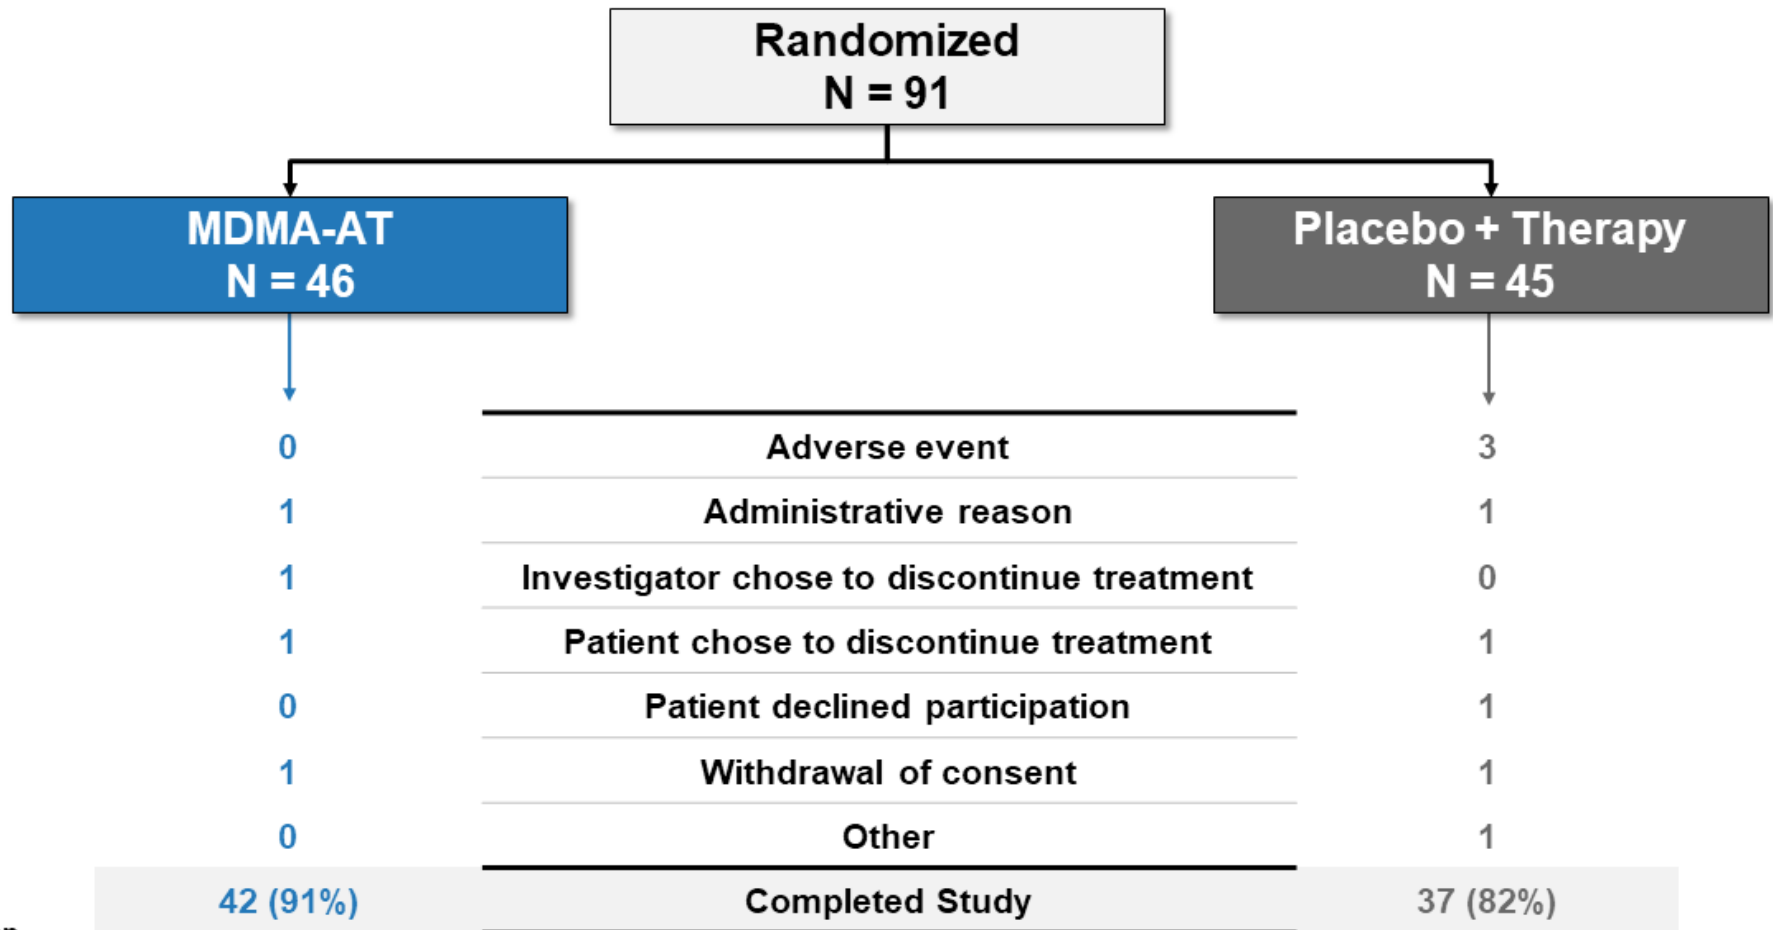 Randomized
N = 91
MDMA-AT
N = 46
Placebo + Therapy
N = 45
0 Adverse event 3
1 Administrative reason 1
1 Investigator chose to discontinue treatment 0
1 Patient chose to discontinue treatment 1
0 Patient declined participation 1
1 Withdrawal of consent 1
0 Other 1
42 (91%) Completed Study 37 (82%)